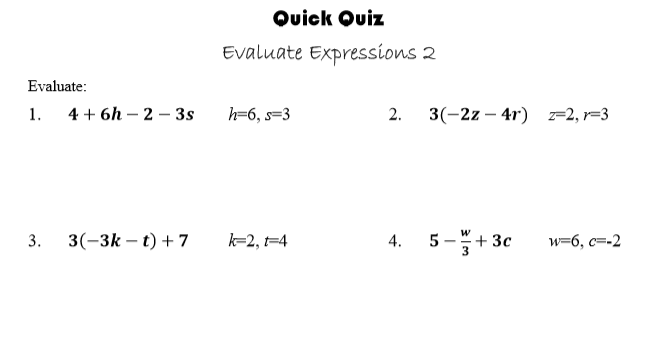 Quick Quiz
Evaluate Expressions 2
Evaluate:
1. 4 + 6h − 2 − 3s h=6, s=3 2. 3(−2z − 4r) z=2, r=3
3. 3(−3k − t) + 7 k=2, t=4 4. 5 − w/3 + 3c w=6, c=-2